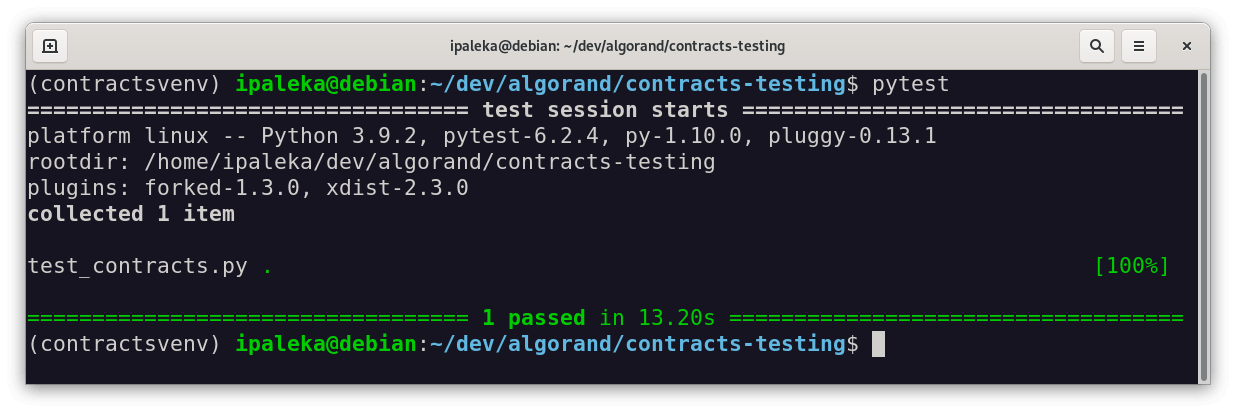 ipaleka@debian: ~/dev/algorand/contracts-testing
(contractsvenv) ipaleka@debian:~/dev/algorand/contracts-testing$ pytest
================================== test session starts ==================================
platform linux -- Python 3.9.2, pytest-6.2.4, py-1.10.0, pluggy-0.13.1
rootdir: /home/ipaleka/dev/algorand/contracts-testing
plugins: forked-1.3.0, xdist-2.3.0
collected 1 item
test_contracts.py . [100%]
================================== 1 passed in 13.20s ===================================
(contractsvenv) ipaleka@debian:~/dev/algorand/contracts-testing$